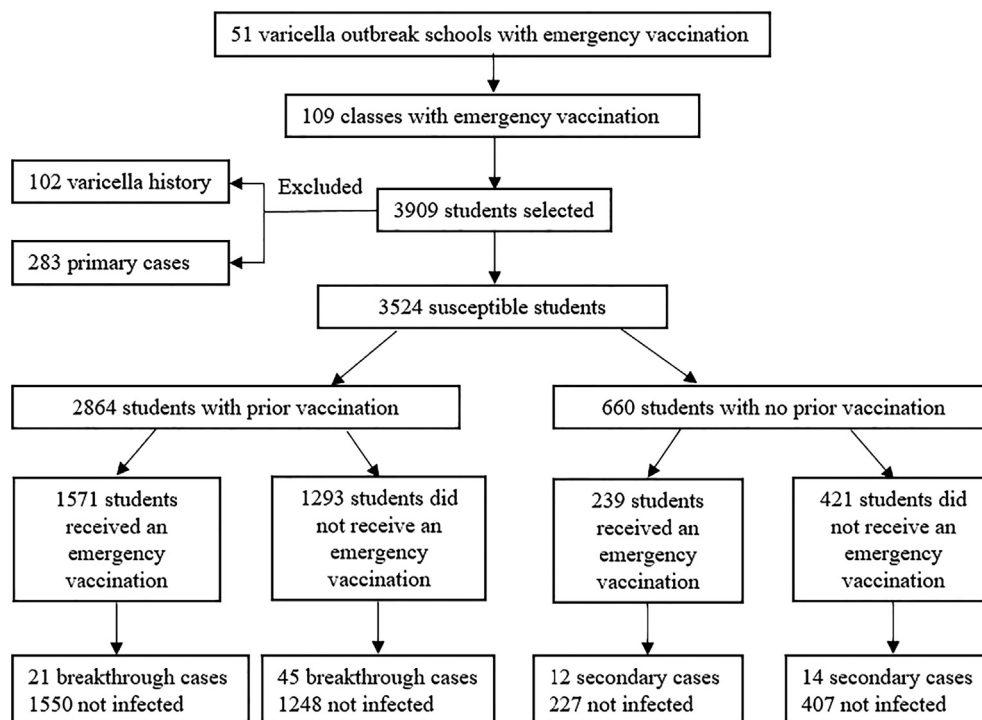 51 varicella outbreak schools with emergency vaccination
109 classes with emergency vaccination
102 varicella history
Excluded
3909 students selected
283 primary cases
3524 susceptible students
2864 students with prior vaccination
660 students with no prior vaccination
1571 students
received an
emergency
vaccination
1293 students did
not receive an
emergency
vaccination
239 students
received an
emergency
vaccination
421 students did
not receive an
emergency
vaccination
21 breakthrough cases
1550 not infected
45 breakthrough cases
1248 not infected
12 secondary cases
227 not infected
14 secondary cases
407 not infected